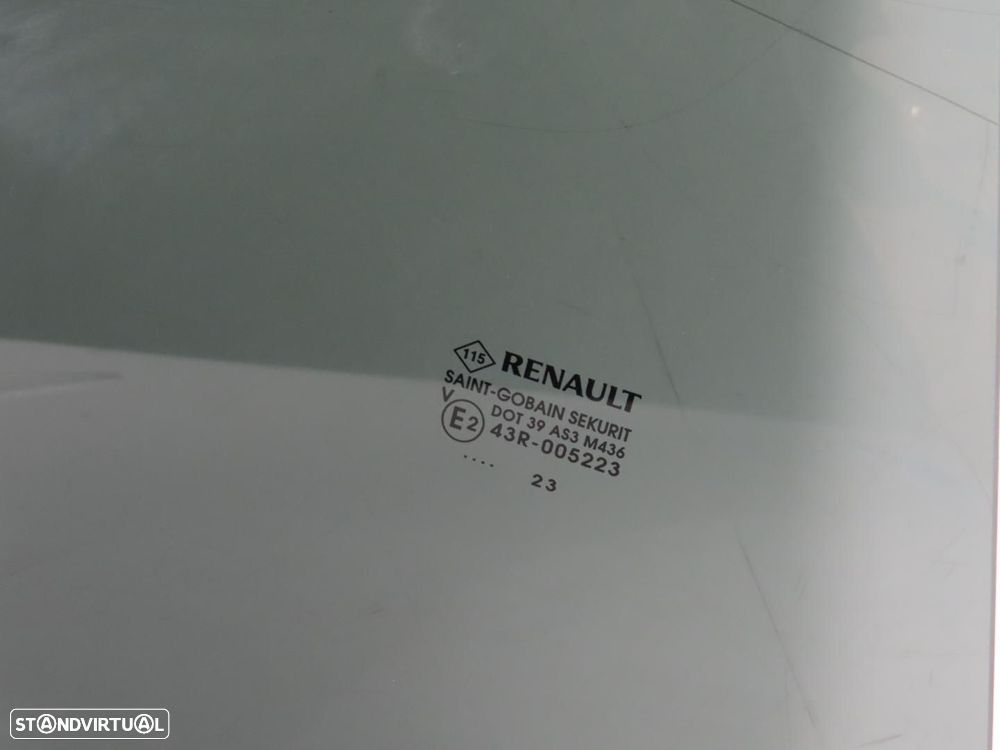 115 RENAULT
SAINT-GOBAIN SEKURIT
V DOT 39 AS3 M436
E2 43R-005223
....
23
STANDVIRTUAL